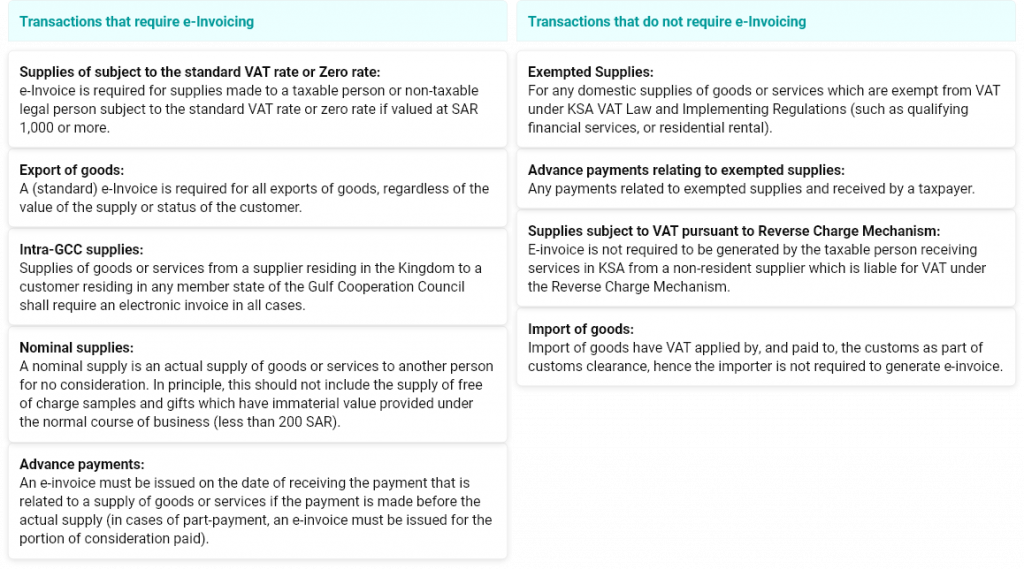 Transactions that require e-Invoicing
Supplies of subject to the standard VAT rate or Zero rate:
e-Invoice is required for supplies made to a taxable person or non-taxable
legal person subject to the standard VAT rate or zero rate if valued at SAR
1,000 or more.
Export of goods:
A (standard) e-Invoice is required for all exports of goods, regardless of the
value of the supply or status of the customer.
Intra-GCC supplies:
Supplies of goods or services from a supplier residing in the Kingdom to a
customer residing in any member state of the Gulf Cooperation Council
shall require an electronic invoice in all cases.
Nominal supplies:
A nominal supply is an actual supply of goods or services to another person
for no consideration. In principle, this should not include the supply of free
of charge samples and gifts which have immaterial value provided under
the normal course of business (less than 200 SAR).
Advance payments:
An e-invoice must be issued on the date of receiving the payment that is
related to a supply of goods or services if the payment is made before the
actual supply (in cases of part-payment, an e-invoice must be issued for the
portion of consideration paid).
Transactions that do not require e-Invoicing
Exempted Supplies:
For any domestic supplies of goods or services which are exempt from VAT
under KSA VAT Law and Implementing Regulations (such as qualifying
financial services, or residential rental).
Advance payments relating to exempted supplies:
Any payments related to exempted supplies and received by a taxpayer.
Supplies subject to VAT pursuant to Reverse Charge Mechanism:
E-invoice is not required to be generated by the taxable person receiving
services in KSA from a non-resident supplier which is liable for VAT under
the Reverse Charge Mechanism.
Import of goods:
Import of goods have VAT applied by, and paid to, the customs as part of
customs clearance, hence the importer is not required to generate e-invoice.